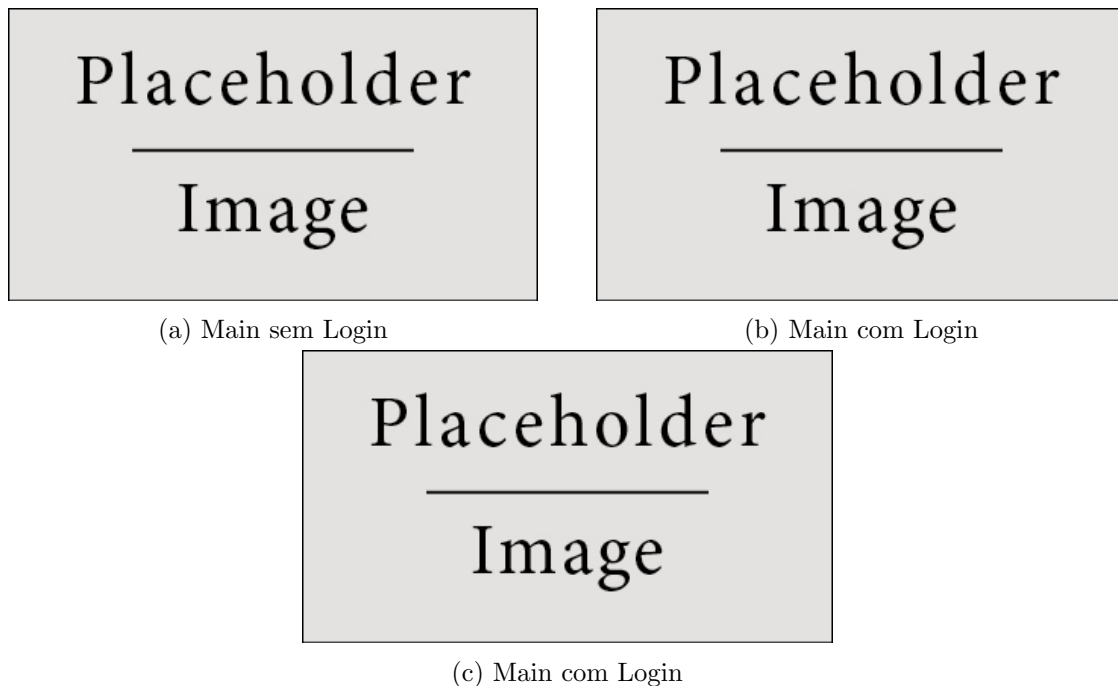 Placeholder
Image
(a) Main sem Login
Placeholder
Image
(b) Main com Login
Placeholder
Image
(c) Main com Login